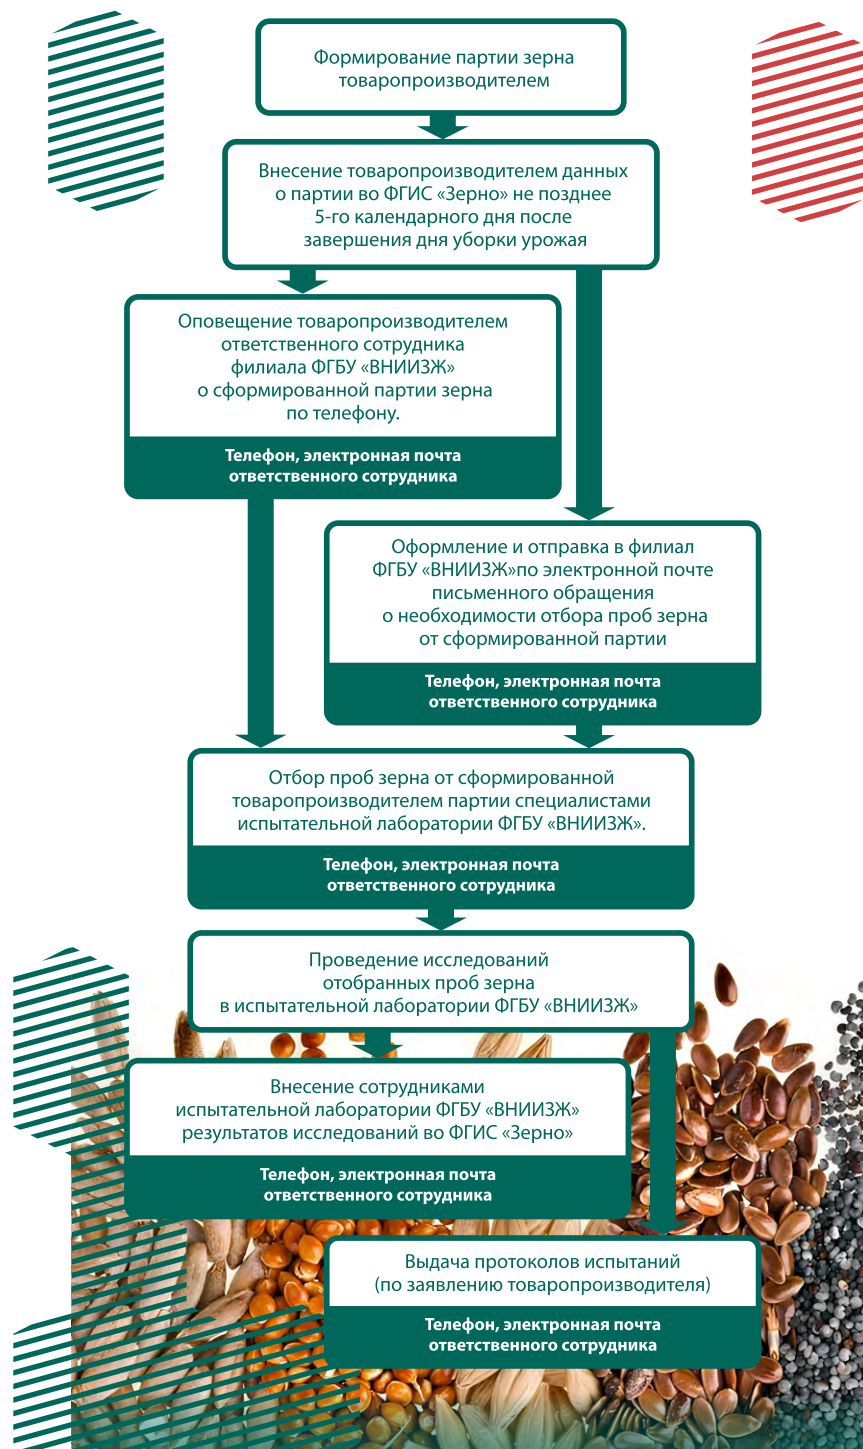 Формирование партии зерна
товаропроизводителем
Внесение товаропроизводителем данных
о партии во ФГИС «Зерно» не позднее
5-го календарного дня после
завершения дня уборки урожая
Оповещение товаропроизводителем
ответственного сотрудника
филиала ФГБУ «ВНИИЗЖ»
о сформированной партии зерна
по телефону.
Телефон, электронная почта
ответственного сотрудника
Оформление и отправка в филиал
ФГБУ «ВНИИЗЖ»по электронной почте
письменного обращения
о необходимости отбора проб зерна
от сформированной партии
Телефон, электронная почта
ответственного сотрудника
Отбор проб зерна от сформированной
товаропроизводителем партии специалистами
испытательной лаборатории ФГБУ «ВНИИЗЖ».
Телефон, электронная почта
ответственного сотрудника
Проведение исследований
отобранных проб зерна
в испытательной лаборатории ФГБУ «ВНИИЗЖ»
Внесение сотрудниками
испытательной лаборатории ФГБУ «ВНИИЗЖ»
результатов исследований во ФГИС «Зерно»
Телефон, электронная почта
ответственного сотрудника
Выдача протоколов испытаний
(по заявлению товаропроизводителя)
Телефон, электронная почта
ответственного сотрудника